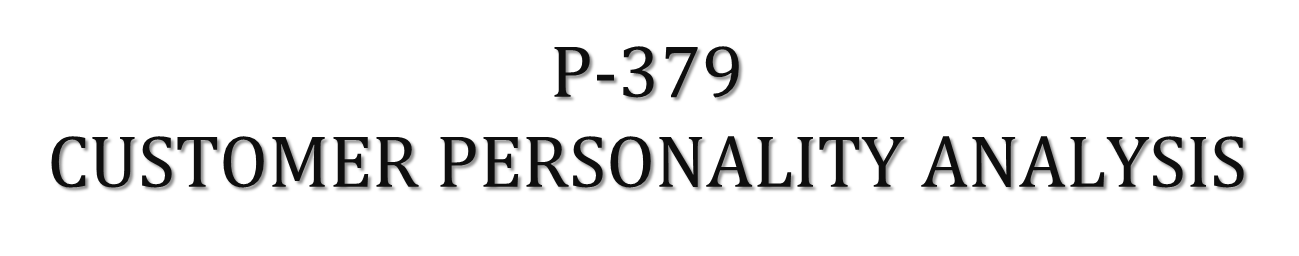 P-379
CUSTOMER PERSONALITY ANALYSIS